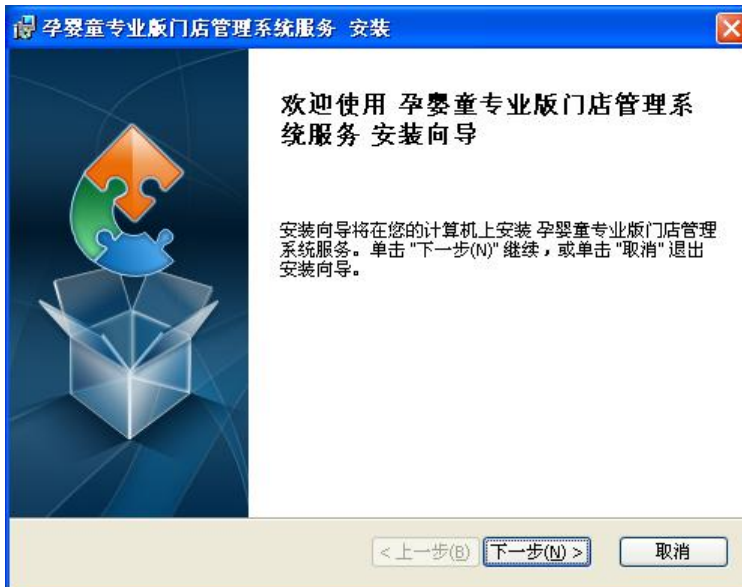 孕婴童专业版门店管理系统服务 安装
欢迎使用 孕婴童专业版门店管理系
统服务 安装向导
安装向导将在您的计算机上安装 孕婴童专业版门店管理
系统服务。单击 "下一步(N)" 继续，或单击 "取消" 退出
安装向导。
< 上一步(B) 下一步(N) > 取消